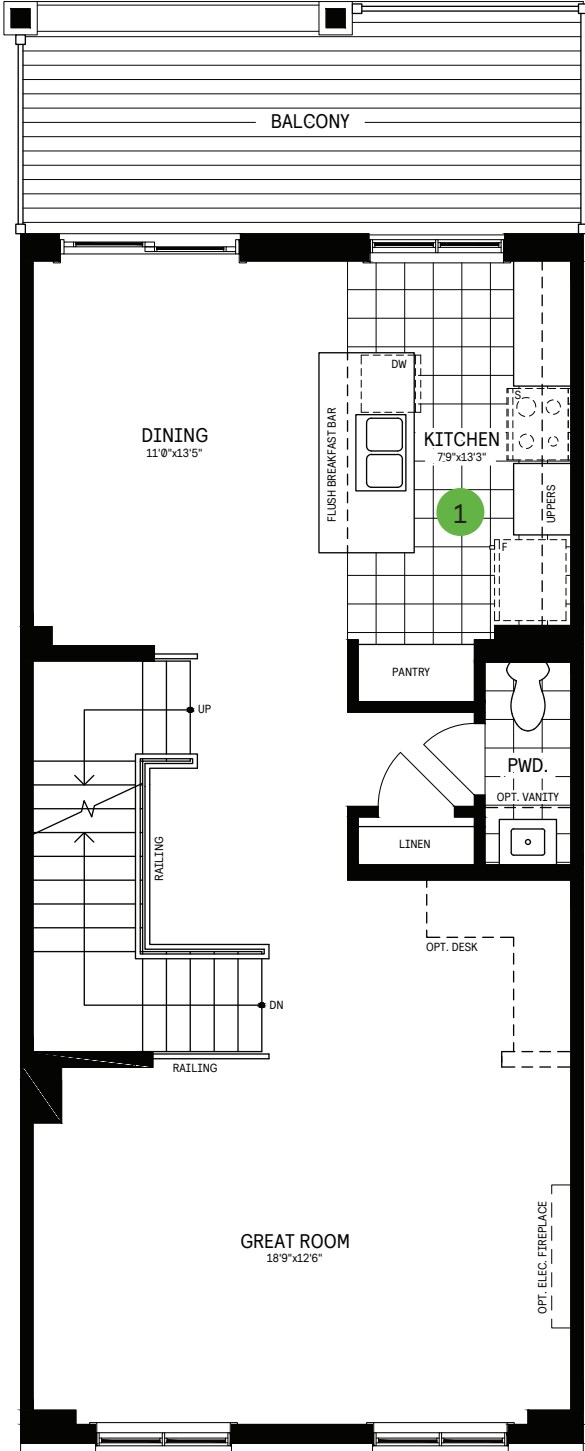 BALCONY
DW
S
DINING
11'0"x13'5"
FLUSH BREAKFAST BAR
KITCHEN
7'9"x13'3"
UPPERS
1
F
PANTRY
UP
PWD.
OPT. VANITY
RAILING
LINEN
OPT. DESK
DN
RAILING
OPT. ELEC. FIREPLACE
GREAT ROOM
18'9"x12'6"